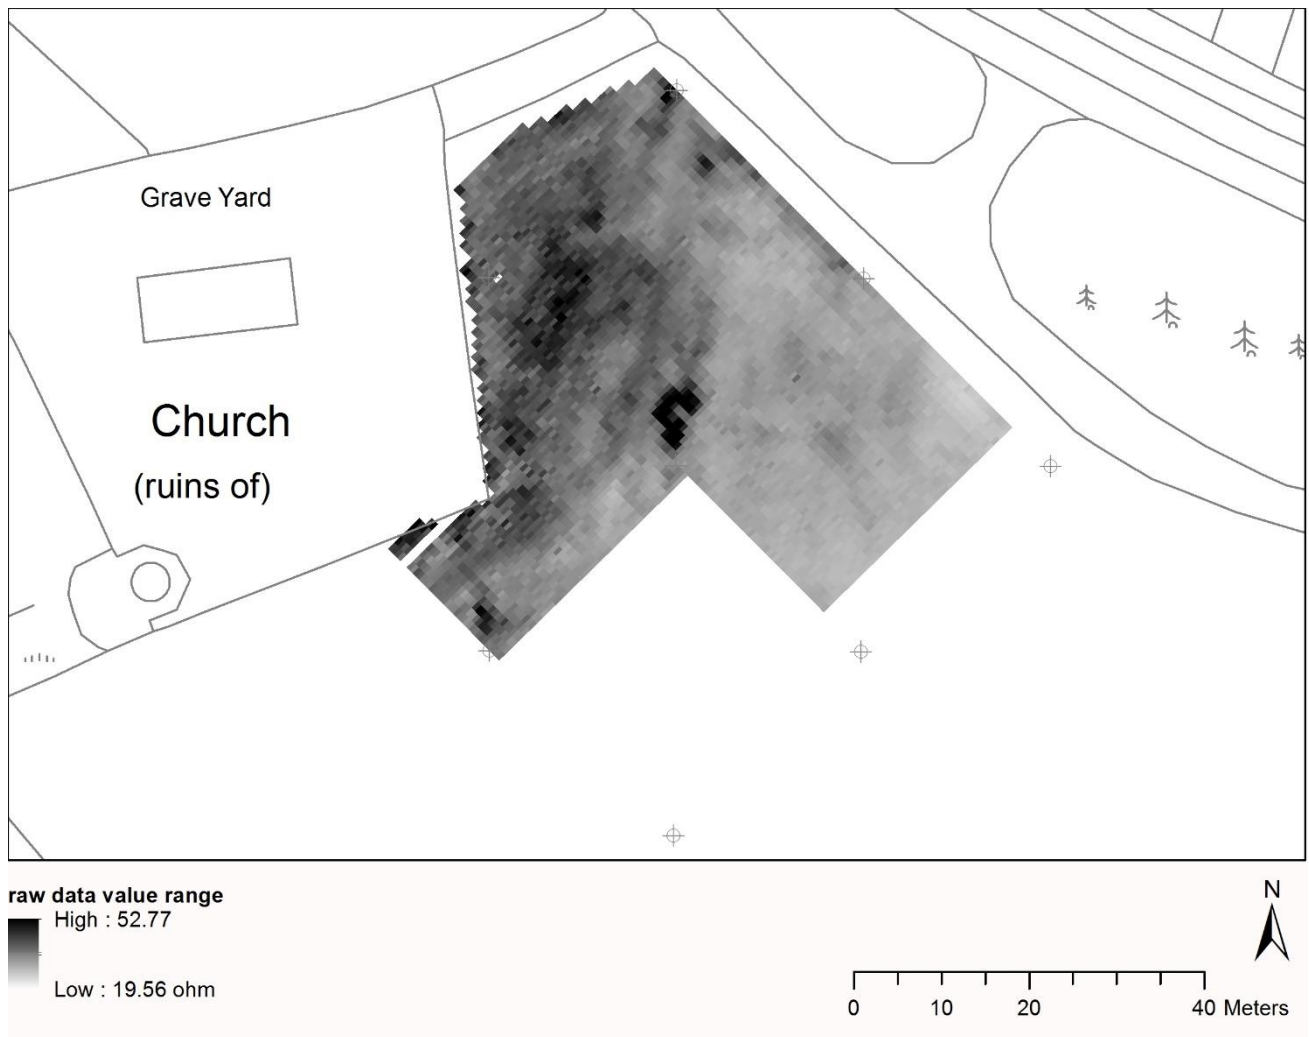 Grave Yard
Church
(ruins of)
raw data value range
High : 52.77
Low : 19.56 ohm
N
0 10 20 40 Meters